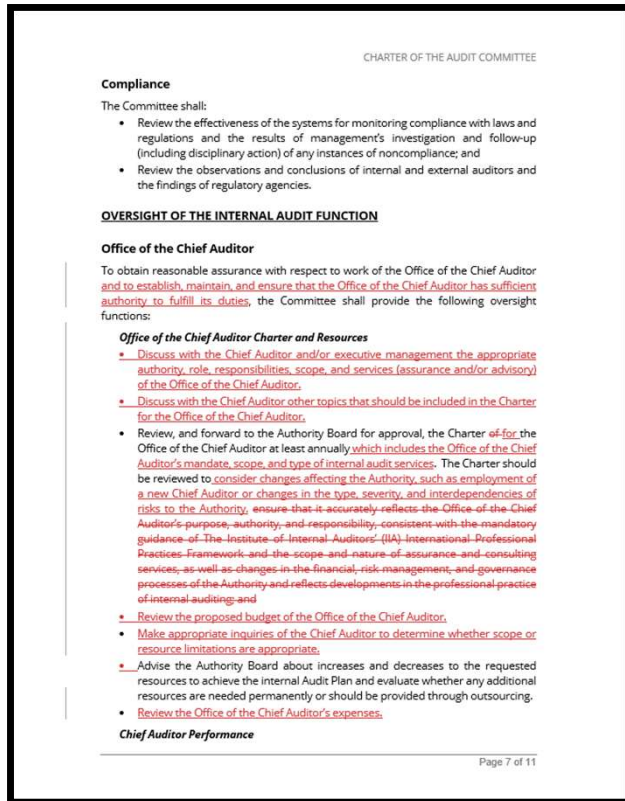 CHARTER OF THE AUDIT COMMITTEE
Compliance
The Committee shall:
• Review the effectiveness of the systems for monitoring compliance with laws and
regulations and the results of management's investigation and follow-up
(including disciplinary action) of any instances of noncompliance; and
• Review the observations and conclusions of internal and external auditors and
the findings of regulatory agencies.
OVERSIGHT OF THE INTERNAL AUDIT FUNCTION
Office of the Chief Auditor
To obtain reasonable assurance with respect to work of the Office of the Chief Auditor
and to establish, maintain, and ensure that the Office of the Chief Auditor has sufficient
authority to fulfill its duties, the Committee shall provide the following oversight
functions:
Office of the Chief Auditor Charter and Resources
• Discuss with the Chief Auditor and/or executive management the appropriate
authority, role, responsibilities, scope, and services (assurance and/or advisory)
of the Office of the Chief Auditor.
• Discuss with the Chief Auditor other topics that should be included in the Charter
for the Office of the Chief Auditor.
• Review, and forward to the Authority Board for approval, the Charter of for the
Office of the Chief Auditor at least annually which includes the Office of the Chief
Auditor's mandate, scope, and type of internal audit services. The Charter should
be reviewed to consider changes affecting the Authority, such as employment of
a new Chief Auditor or changes in the type, severity, and interdependencies of
risks to the Authority. ensure that it accurately reflects the Office of the Chief
Auditor's purpose, authority, and responsibility, consistent with the mandatory
guidance of The Institute of Internal Auditors' (IIA) International Professional
Practices Framework and the scope and nature of assurance and consulting
services, as well as changes in the financial, risk management, and governance
processes of the Authority and reflects developments in the professional practice
of internal auditing; and
• Review the proposed budget of the Office of the Chief Auditor.
• Make appropriate inquiries of the Chief Auditor to determine whether scope or
resource limitations are appropriate.
• Advise the Authority Board about increases and decreases to the requested
resources to achieve the internal Audit Plan and evaluate whether any additional
resources are needed permanently or should be provided through outsourcing.
• Review the Office of the Chief Auditor's expenses.
Chief Auditor Performance
Page 7 of 11